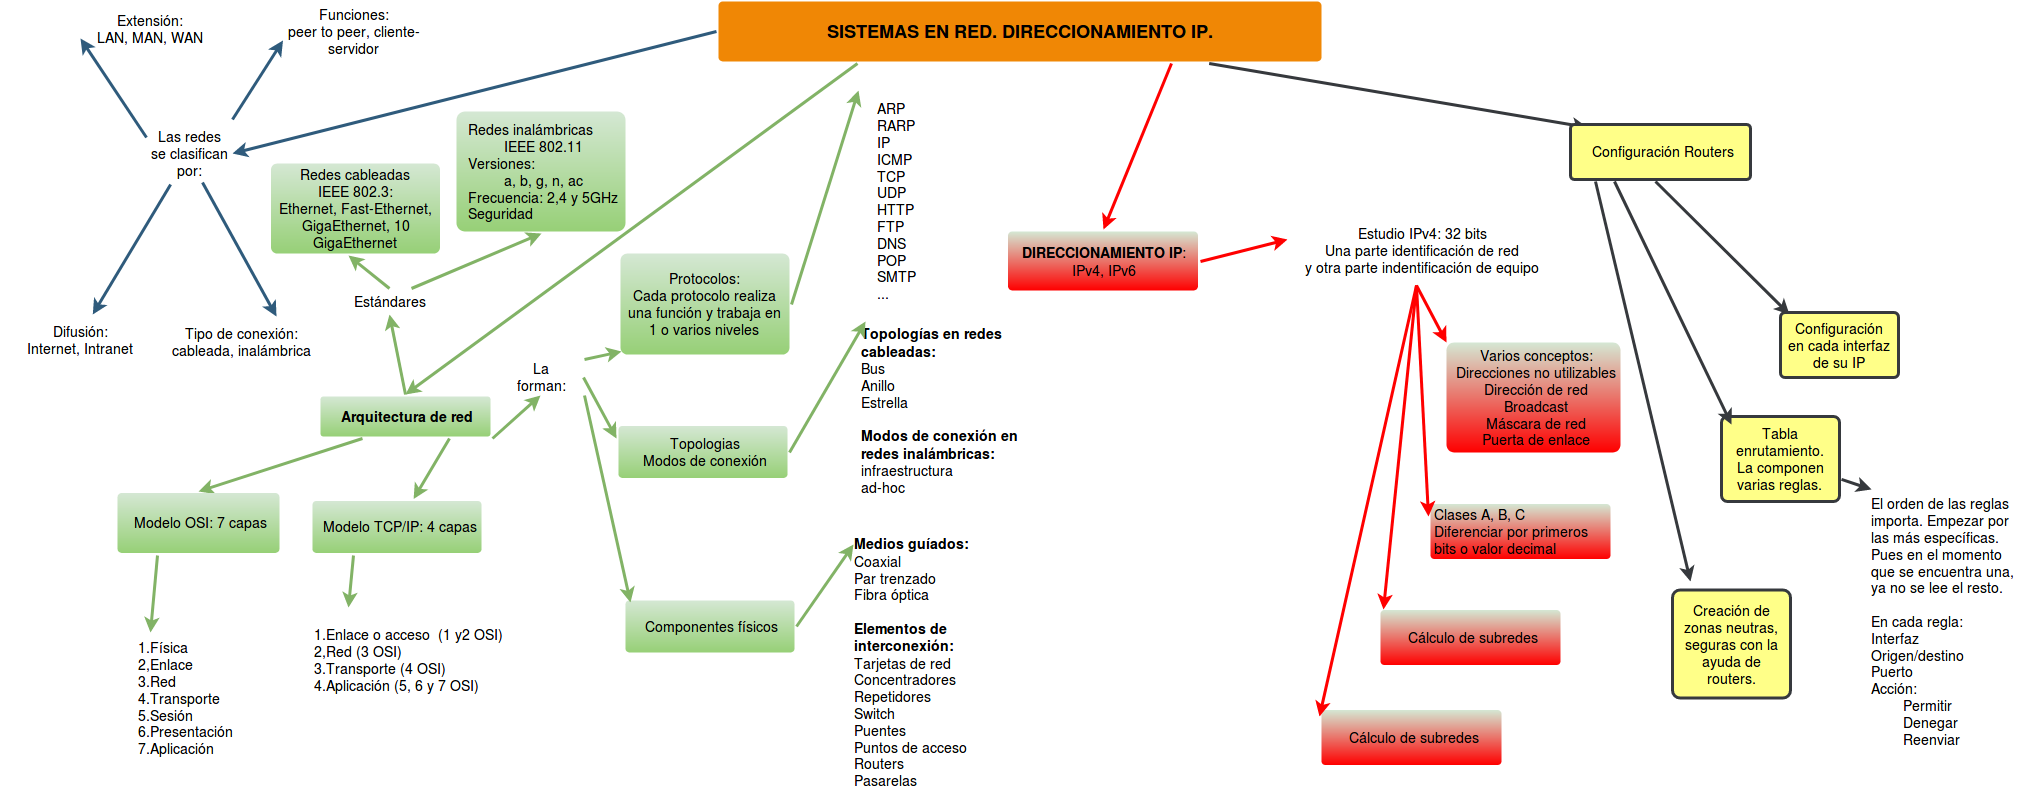 SISTEMAS EN RED. DIRECCIONAMIENTO IP.
Extensión:
LAN, MAN, WAN
Funciones:
peer to peer, cliente-
servidor
Las redes
se clasifican
por:
Difusión:
Internet, Intranet
Tipo de conexión:
cableada, inalámbrica
Redes cableadas
IEEE 802.3:
Ethernet, Fast-Ethernet,
GigaEthernet, 10
GigaEthernet
Redes inalámbricas
IEEE 802.11
Versiones:
a, b, g, n, ac
Frecuencia: 2,4 y 5GHz
Seguridad
Estándares
Arquitectura de red
Modelo OSI: 7 capas
1.Física
2,Enlace
3.Red
4.Transporte
5.Sesión
6.Presentación
7.Aplicación
Modelo TCP/IP: 4 capas
1.Enlace o acceso (1 y2 OSI)
2,Red (3 OSI)
3.Transporte (4 OSI)
4.Aplicación (5, 6 y 7 OSI)
La
forman:
Protocolos:
Cada protocolo realiza
una función y trabaja en
1 o varios niveles
ARP
RARP
IP
ICMP
TCP
UDP
HTTP
FTP
DNS
POP
SMTP
...
Topologias
Modos de conexión
Topologías en redes
cableadas:
Bus
Anillo
Estrella
Modos de conexión en
redes inalámbricas:
infraestructura
ad-hoc
Componentes físicos
Medios guíados:
Coaxial
Par trenzado
Fibra óptica
Elementos de
interconexión:
Tarjetas de red
Concentradores
Repetidores
Switch
Puentes
Puntos de acceso
Routers
Pasarelas
DIRECCIONAMIENTO IP:
IPv4, IPv6
Estudio IPv4: 32 bits
Una parte identificación de red
y otra parte indentificación de equipo
Varios conceptos:
Direcciones no utilizables
Dirección de red
Broadcast
Máscara de red
Puerta de enlace
Clases A, B, C
Diferenciar por primeros
bits o valor decimal
Cálculo de subredes
Cálculo de subredes
Configuración Routers
Configuración
en cada interfaz
de su IP
Tabla
enrutamiento.
La componen
varias reglas.
El orden de las reglas
importa. Empezar por
las más específicas.
Pues en el momento
que se encuentra una,
ya no se lee el resto.
En cada regla:
Interfaz
Origen/destino
Puerto
Acción:
Permitir
Denegar
Reenviar
Creación de
zonas neutras,
seguras con la
ayuda de
routers.